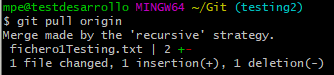 mpe@testdesarrollo MINGW64 ~/Git (testing2)
$ git pull origin
Merge made by the 'recursive' strategy.
 fichero1Testing.txt | 2 +-
 1 file changed, 1 insertion(+), 1 deletion(-)